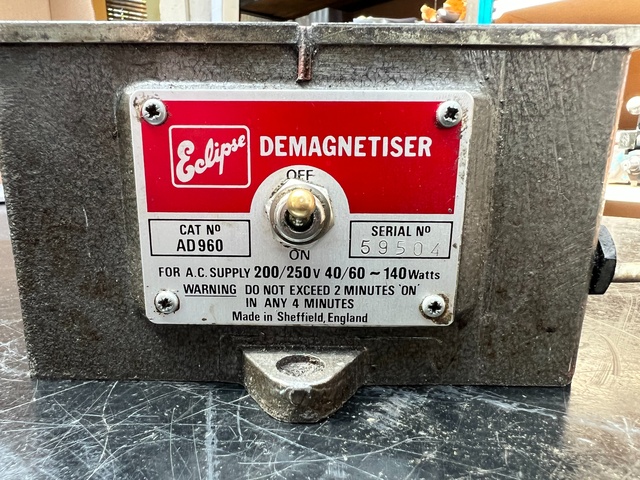 Eclipse DEMAGNETISER
OFF
CAT Nº
AD960
SERIAL Nº
59504
ON
FOR A.C. SUPPLY 200/250V 40/60 ~ 140 Watts
WARNING DO NOT EXCEED 2 MINUTES 'ON'
IN ANY 4 MINUTES
Made in Sheffield, England